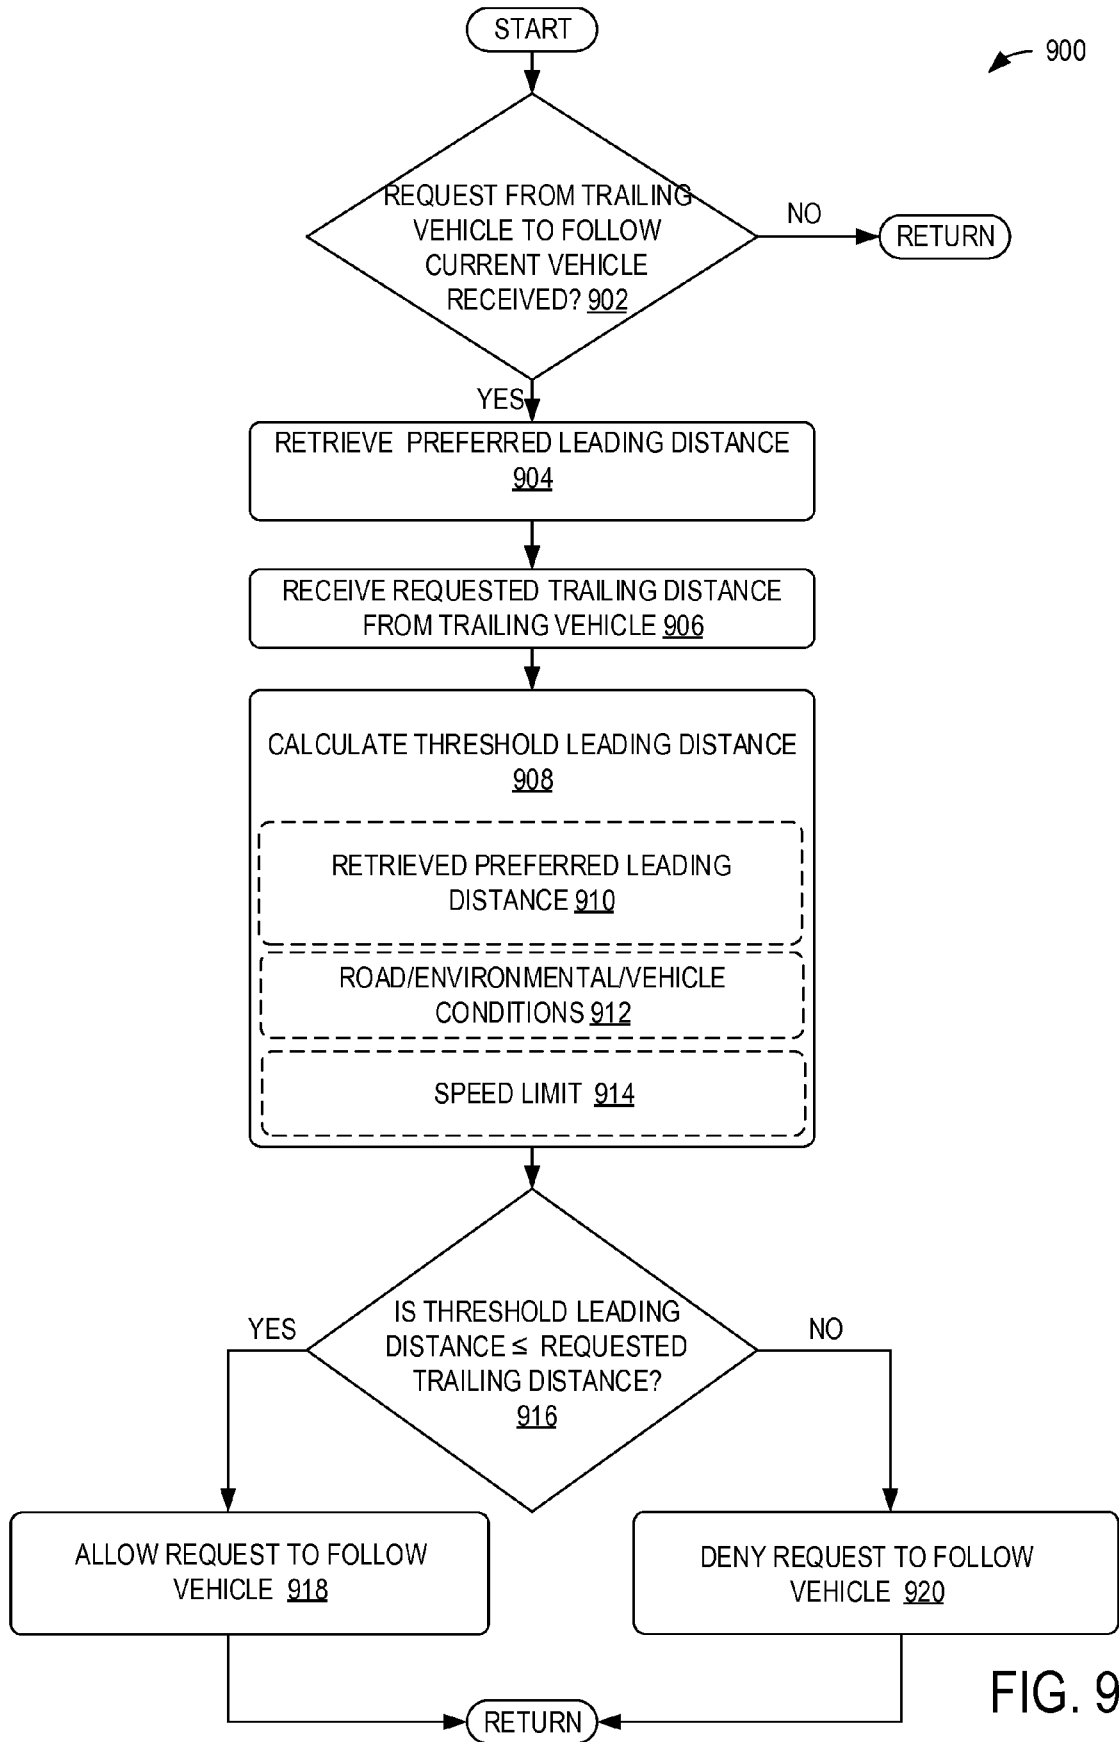 START
900
REQUEST FROM TRAILING
VEHICLE TO FOLLOW
CURRENT VEHICLE
RECEIVED? 902
NO
RETURN
YES
RETRIEVE PREFERRED LEADING DISTANCE
904
RECEIVE REQUESTED TRAILING DISTANCE
FROM TRAILING VEHICLE 906
CALCULATE THRESHOLD LEADING DISTANCE
908
RETRIEVED PREFERRED LEADING
DISTANCE 910
ROAD/ENVIRONMENTAL/VEHICLE
CONDITIONS 912
SPEED LIMIT 914
IS THRESHOLD LEADING
DISTANCE ≤ REQUESTED
TRAILING DISTANCE?
916
YES
NO
ALLOW REQUEST TO FOLLOW
VEHICLE 918
DENY REQUEST TO FOLLOW
VEHICLE 920
RETURN
FIG. 9